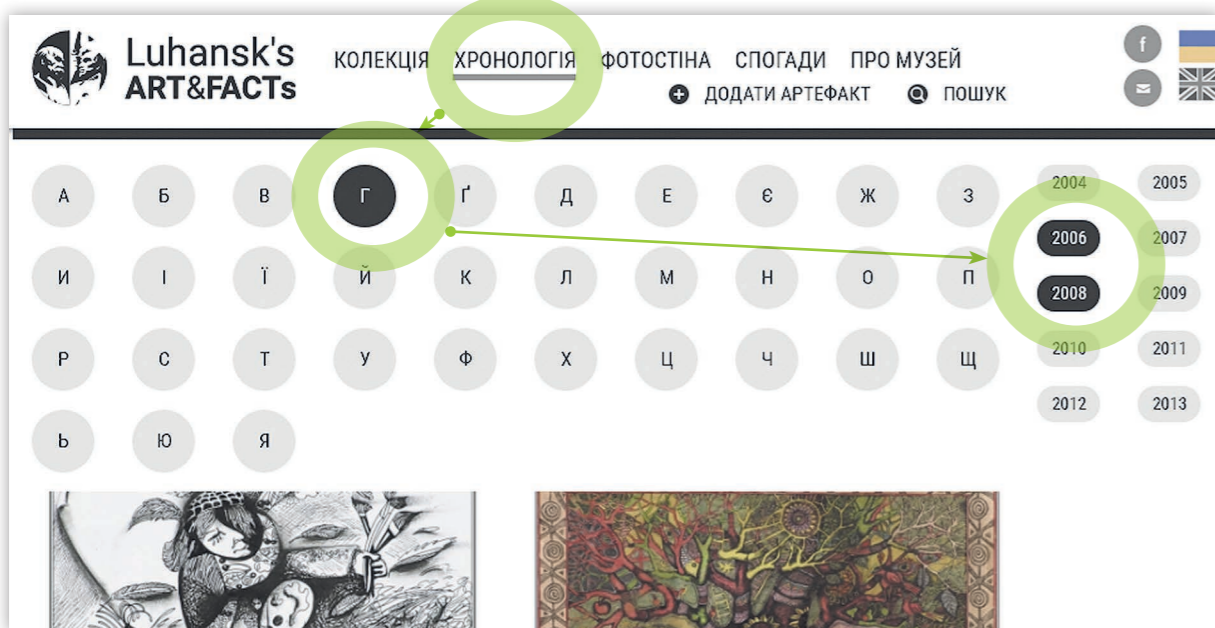 Luhansk's
ART&FACTs
КОЛЕКЦІЯ ХРОНОЛОГІЯ ФОТОСТІНА СПОГАДИ ПРО МУЗЕЙ
ДОДАТИ АРТЕФАКТ ПОШУК
f
А Б В Г Ґ Д Е Є Ж З
И І Ї Й К Л М Н О П
Р С Т У Ф Х Ц Ч Ш Щ
Ь Ю Я
2004 2005
2006 2007
2008 2009
2010 2011
2012 2013